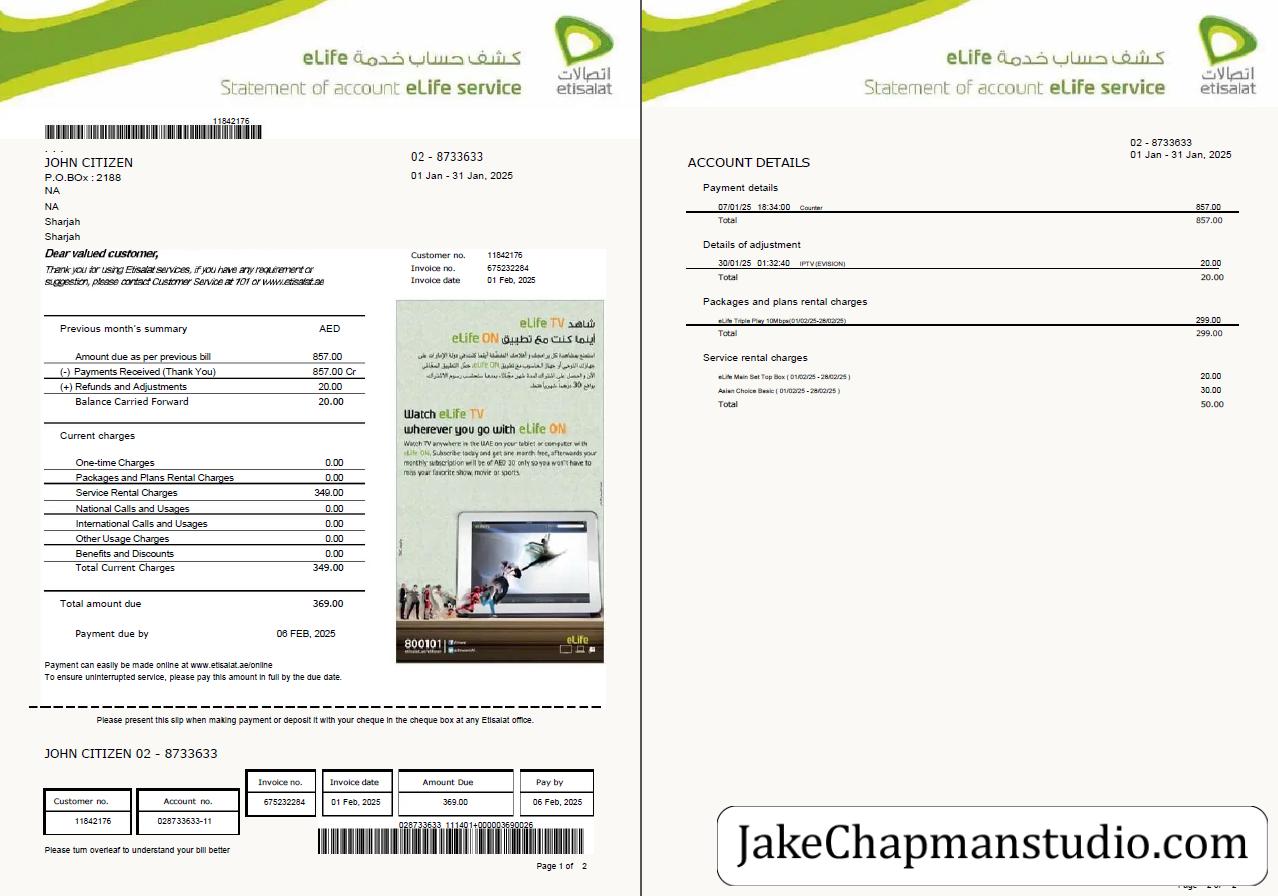 كشف حساب خدمة eLife
Statement of account eLife service
اتصالات
etisalat
11842176
. . .
JOHN CITIZEN
P.O.BOx : 2188
NA
NA
Sharjah
Sharjah
02 - 8733633
01 Jan - 31 Jan, 2025
Dear valued customer,
Thank you for using Etisalat services, if you have any requirement or
suggestion, please contact Customer Service at 101 or www.etisalat.ae
Customer no. 11842176
Invoice no. 675232284
Invoice date 01 Feb, 2025
Previous month's summary AED
Amount due as per previous bill 857.00
(-) Payments Received (Thank You) 857.00 Cr
(+) Refunds and Adjustments 20.00
Balance Carried Forward 20.00
Current charges
One-time Charges 0.00
Packages and Plans Rental Charges 0.00
Service Rental Charges 349.00
National Calls and Usages 0.00
International Calls and Usages 0.00
Other Usage Charges 0.00
Benefits and Discounts 0.00
Total Current Charges 349.00
Total amount due 369.00
Payment due by 06 FEB, 2025
Payment can easily be made online at www.etisalat.ae/online
To ensure uninterrupted service, please pay this amount in full by the due date.
شاهد eLife TV
أينما كنت مع تطبيق eLife ON
Watch eLife TV
wherever you go with eLife ON
Watch TV anywhere in the UAE on your tablet or computer with
eLife ON. Subscribe today and get one month free, afterwards your
monthly subscription will be of AED 30 only so you won't have to
miss your favorite show, movie or sports.
800101
eLife
Please present this slip when making payment or deposit it with your cheque in the cheque box at any Etisalat office.
JOHN CITIZEN 02 - 8733633
Customer no. Account no. Invoice no. Invoice date Amount Due Pay by
11842176 028733633-11 675232284 01 Feb, 2025 369.00 06 Feb, 2025
028733633 111401+000003690026
Please turn overleaf to understand your bill better
Page 1 of 2
كشف حساب خدمة eLife
Statement of account eLife service
اتصالات
etisalat
02 - 8733633
01 Jan - 31 Jan, 2025
ACCOUNT DETAILS
Payment details
07/01/25 18:34:00 Counter 857.00
Total 857.00
Details of adjustment
30/01/25 01:32:40 IPTV (EVISION) 20.00
Total 20.00
Packages and plans rental charges
eLife Triple Play 10Mbps(01/02/25-28/02/25) 299.00
Total 299.00
Service rental charges
eLife Main Set Top Box ( 01/02/25 - 28/02/25 ) 20.00
Asian Choice Basic ( 01/02/25 - 28/02/25 ) 30.00
Total 50.00
JakeChapmanstudio.com